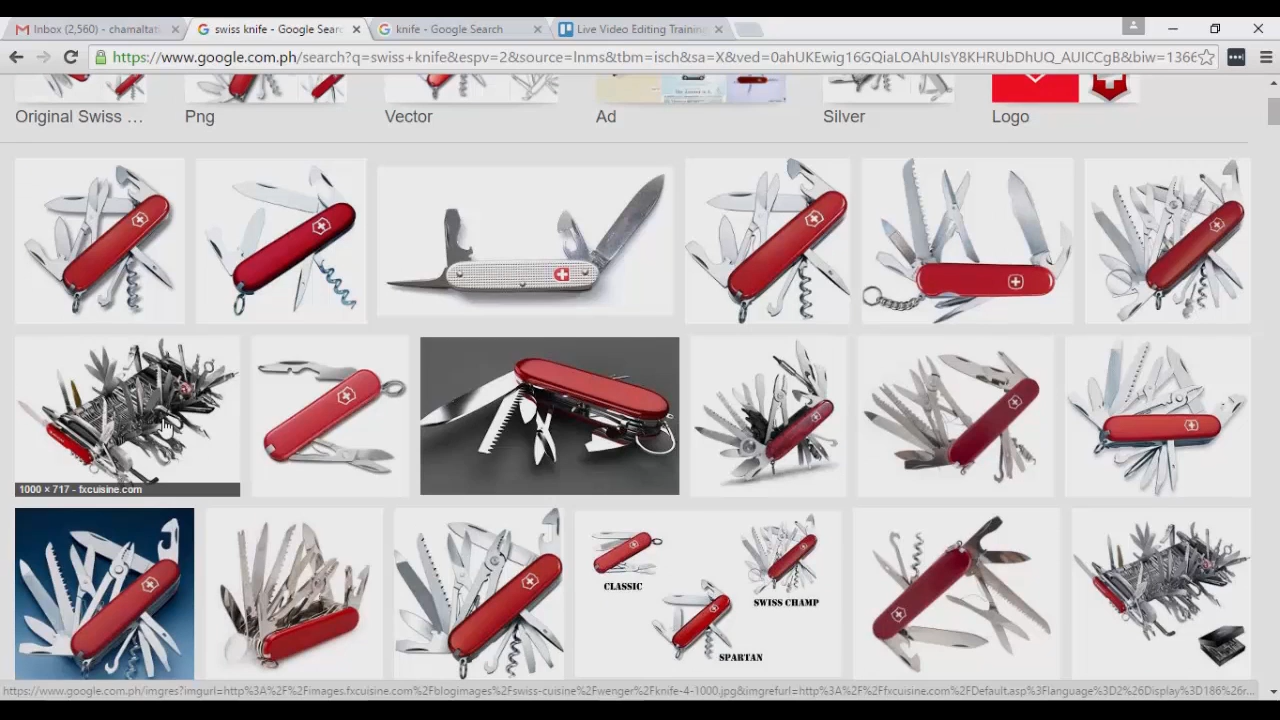 Inbox (2,560) - chamaltat
swiss knife - Google Sear
knife - Google Search
Live Video Editing Training
https://www.google.com.ph/search?q=swiss+knife&espv=2&source=lnms&tbm=isch&sa=X&ved=0ahUKEwig16GQiaLOAhUIsY8KHRUbDhUQ_AUICCgB&biw=1366
Original Swiss ...
Png
Vector
Ad
Silver
Logo
1000 × 717 - fxcuisine.com
CLASSIC
SWISS CHAMP
SPARTAN
https://www.google.com.ph/imgres?imgurl=http%3A%2F%2Fimages.fxcuisine.com%2Fblogimages%2Fswiss-cuisine%2Fwenger%2Fknife-4-1000.jpg&imgrefurl=http%3A%2F%2Ffxcuisine.com%2FDefault.asp%3Flanguage%3D2%26Display%3D186%26r...